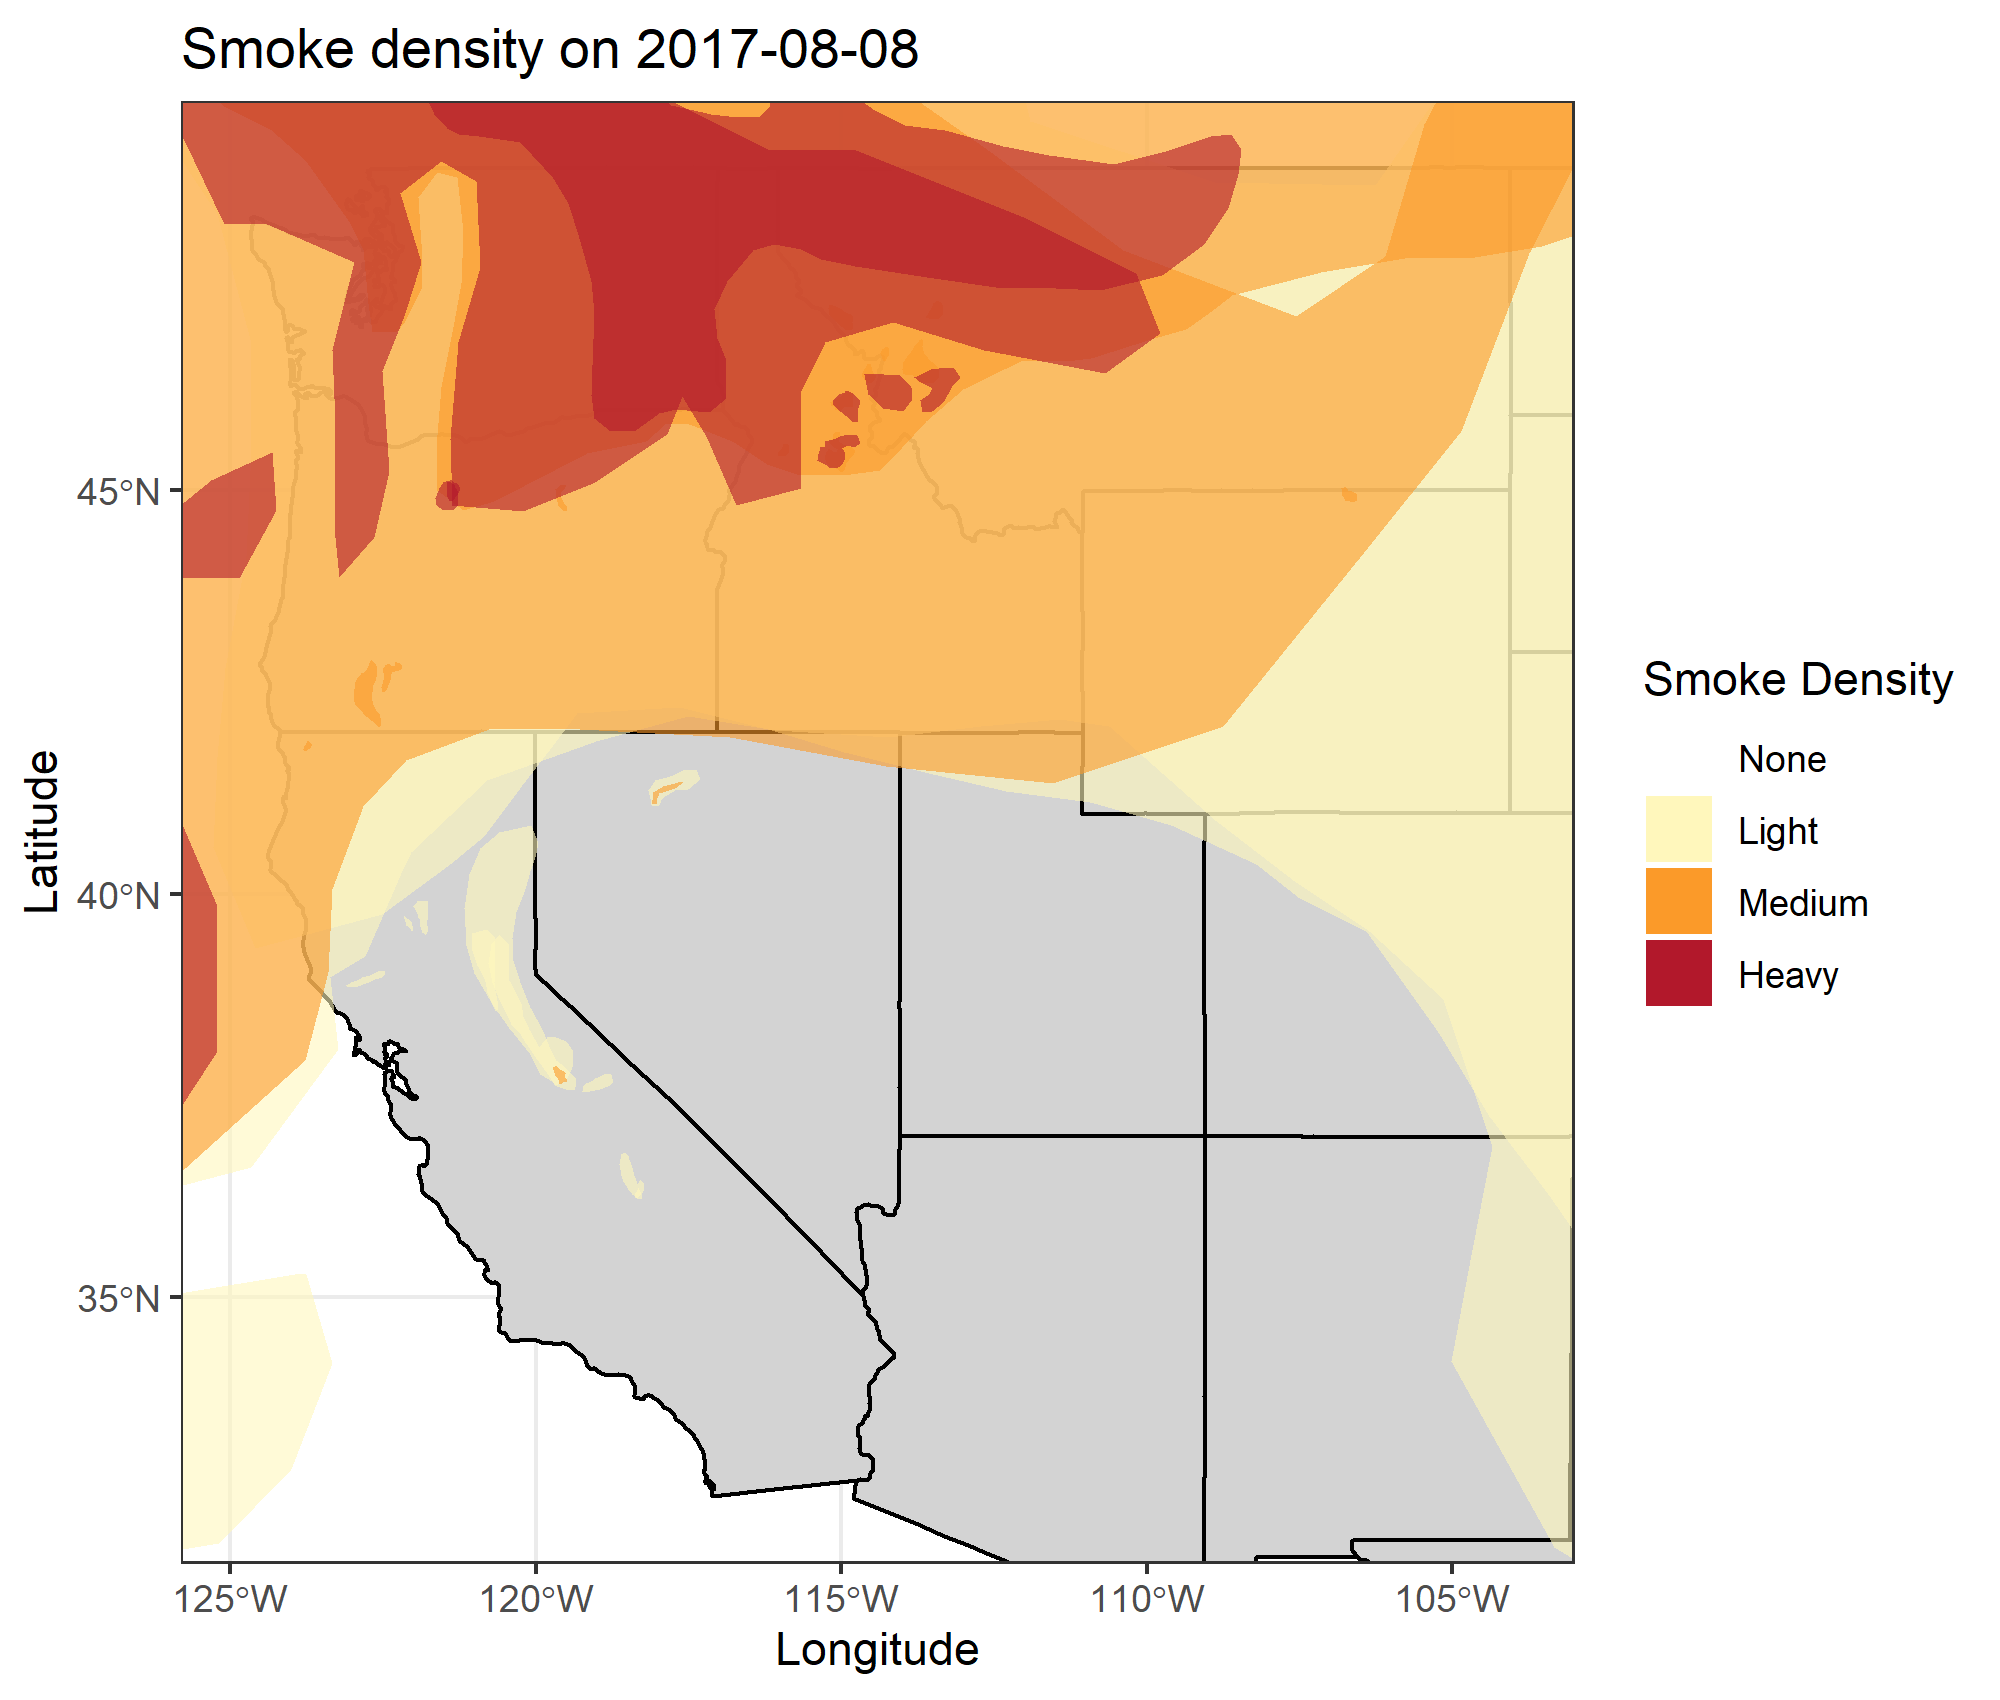 Smoke density on 2017-08-08
45°N
40°N
35°N
Latitude
125°W 120°W 115°W 110°W 105°W
Longitude
Smoke Density
None
Light
Medium
Heavy